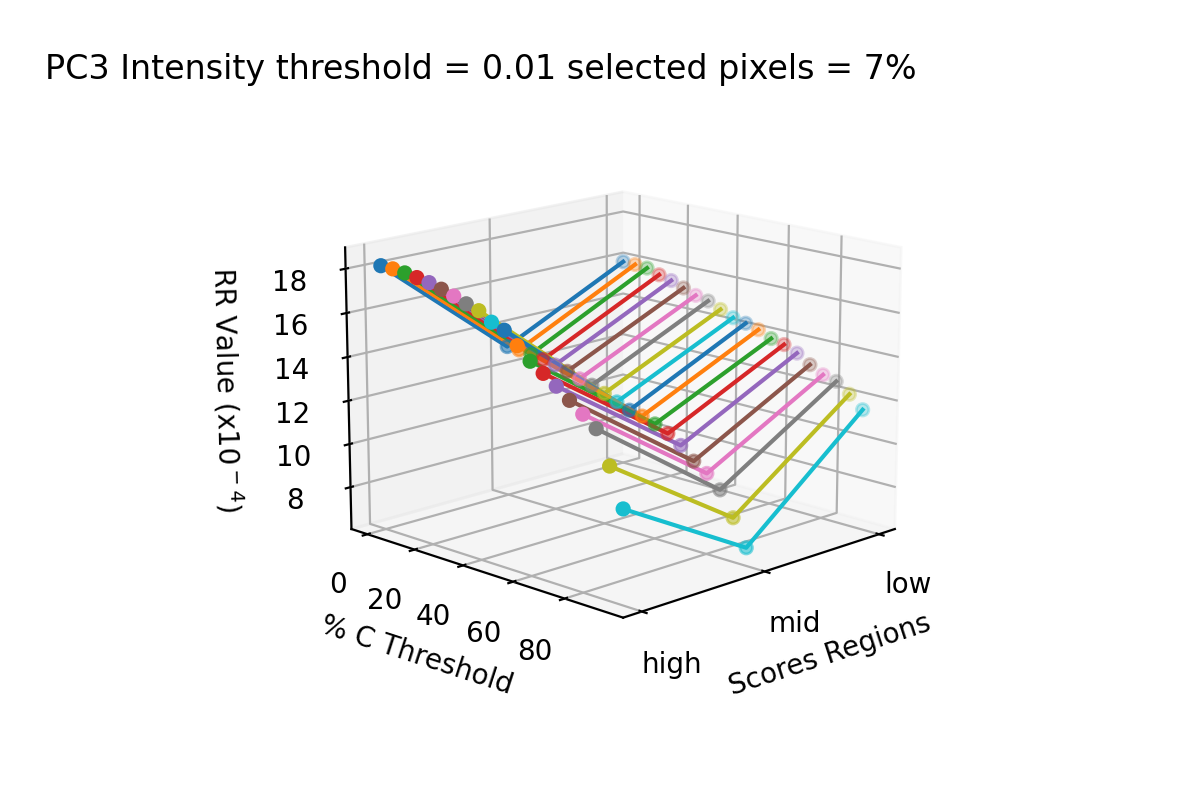 PC3 Intensity threshold = 0.01 selected pixels = 7%
RR Value (x10⁻⁴)
18
16
14
12
10
8
0
20
40
60
80
% C Threshold
high
mid
low
Scores Regions